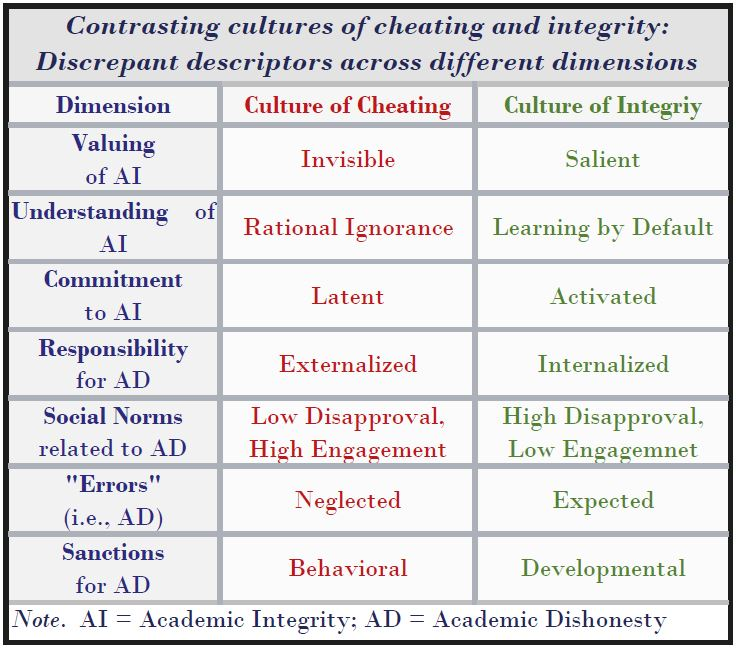 Contrasting cultures of cheating and integrity:
Discrepant descriptors across different dimensions
Dimension Culture of Cheating Culture of Integriy
Valuing
of AI
Invisible
Salient
Understanding of
AI
Rational Ignorance
Learning by Default
Commitment
to AI
Latent
Activated
Responsibility
for AD
Externalized
Internalized
Social Norms
related to AD
Low Disapproval,
High Engagement
High Disapproval,
Low Engagemnet
"Errors"
(i.e., AD)
Neglected
Expected
Sanctions
for AD
Behavioral
Developmental
Note. AI = Academic Integrity; AD = Academic Dishonesty